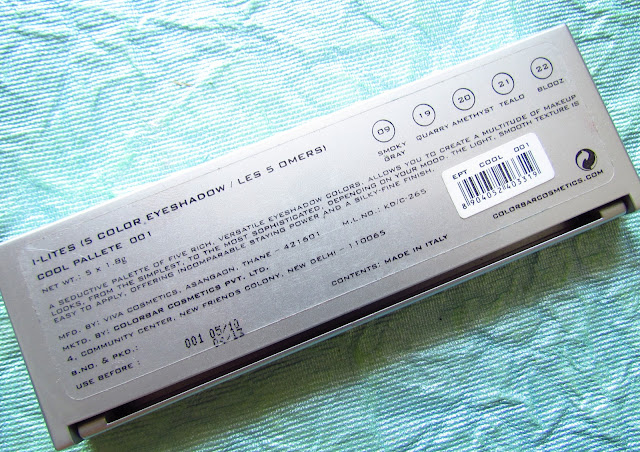 I-LITES (5 COLOR EYESHADOW / LES 5 OMERS)
COOL PALLETE 001
NET WT.: 5 x 1.8g
A SEDUCTIVE PALETTE OF FIVE RICH, VERSATILE EYESHADOW COLORS. ALLOWS YOU TO CREATE A MULTITUDE OF MAKEUP
LOOKS, FROM THE SIMPLEST, TO THE MOST SOPHISTICATED, DEPENDING ON YOUR MOOD. THE LIGHT, SMOOTH TEXTURE IS
EASY TO APPLY, OFFERING INCOMPARABLE STAYING POWER AND A SILKY-FINE FINISH.
MFD. BY: VIVA COSMETICS, ASANGAON, THANE - 421601 M.L.NO.: KD/C-265
MKTD. BY: COLORBAR COSMETICS PVT. LTD.
4, COMMUNITY CENTER, NEW FRIENDS COLONY, NEW DELHI - 110065
B.NO. & PKD.: 001 05/10
USE BEFORE :
CONTENTS: MADE IN ITALY
09 19 20 21 22
SMOKY GRAY QUARRY AMETHYST TEALO BLOOZ
EPT COOL 001
8904052403319
COLORBARCOSMETICS.COM